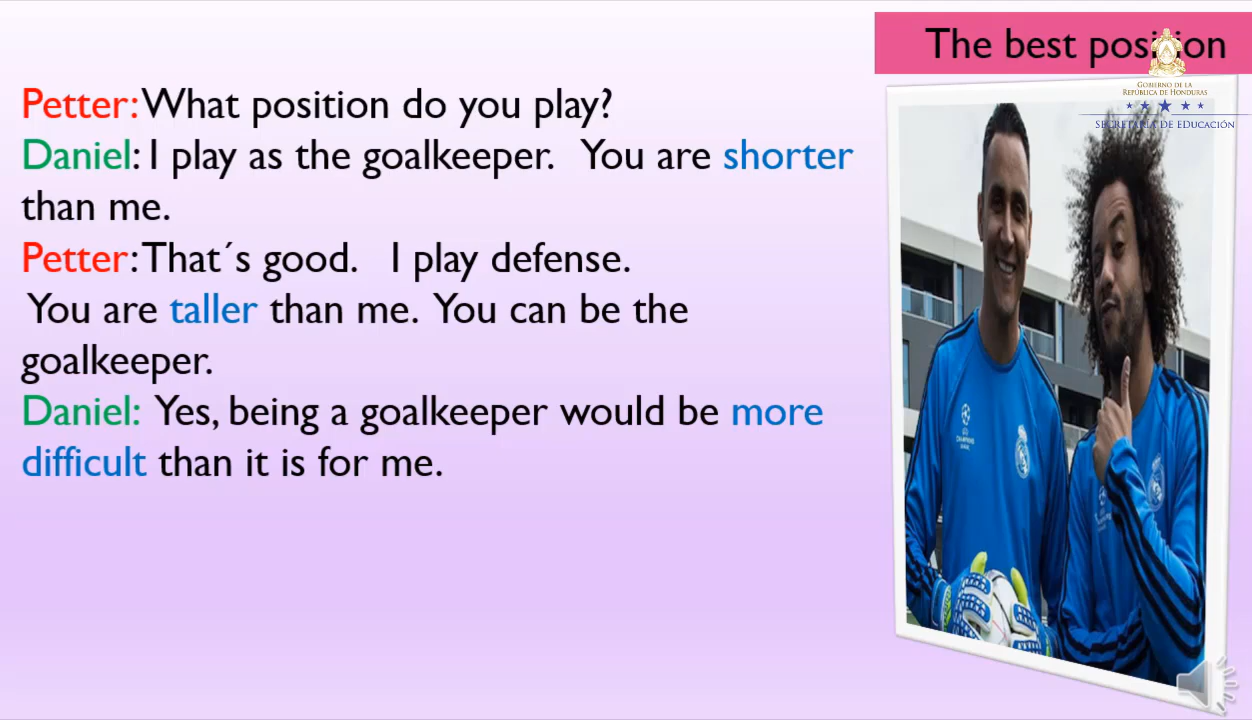 The best position
GOBIERNO DE LA
REPÚBLICA DE HONDURAS
SECRETARÍA DE EDUCACIÓN
Petter: What position do you play?
Daniel: I play as the goalkeeper. You are shorter
than me.
Petter: That´s good. I play defense.
You are taller than me. You can be the
goalkeeper.
Daniel: Yes, being a goalkeeper would be more
difficult than it is for me.